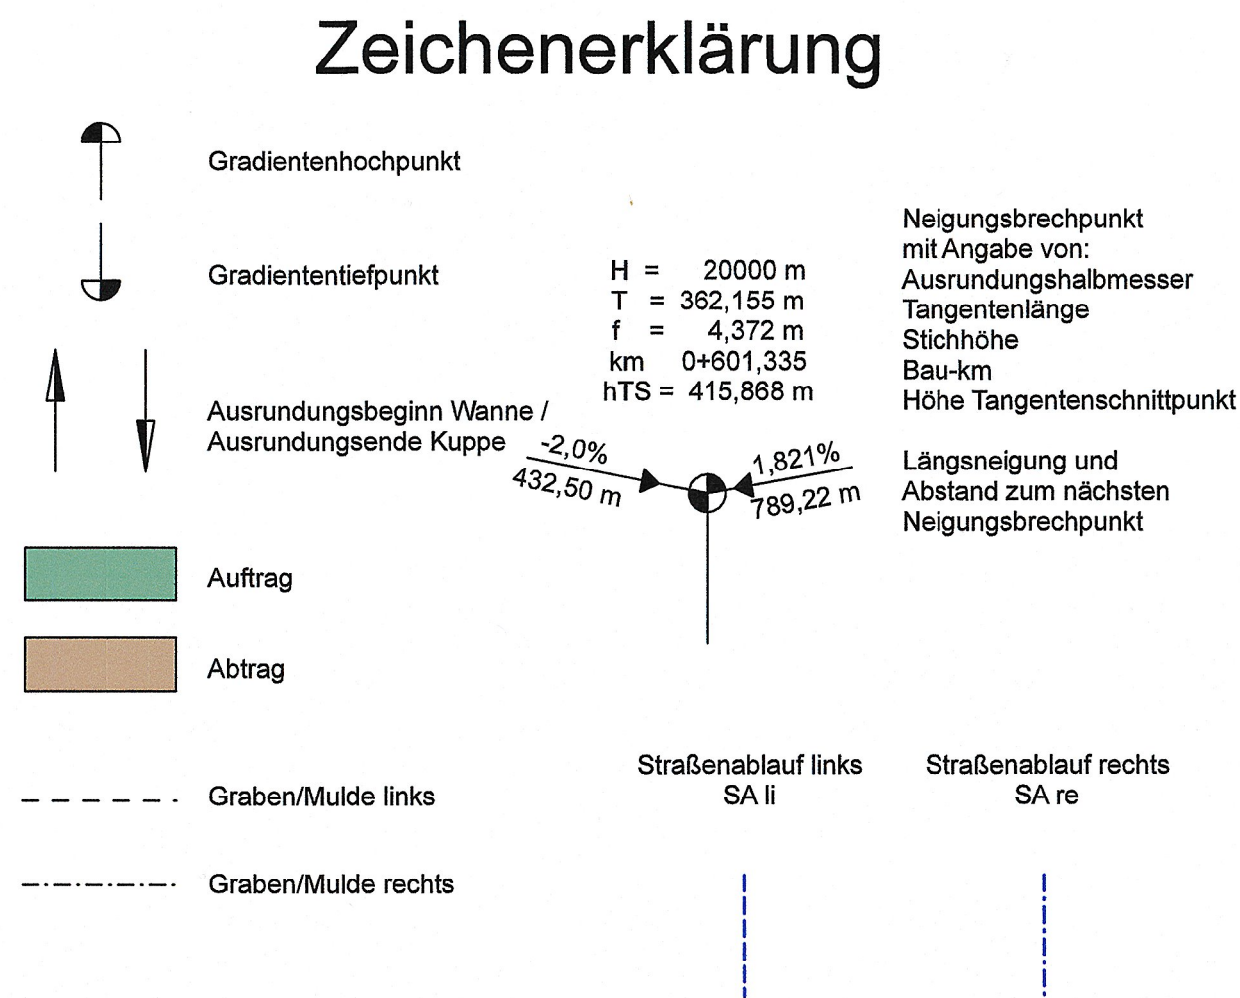 Zeichenerklärung
Gradientenhochpunkt
Gradiententiefpunkt
Ausrundungsbeginn Wanne /
Ausrundungsende Kuppe
Auftrag
Abtrag
Graben/Mulde links
Graben/Mulde rechts
H = 20000 m
T = 362,155 m
f = 4,372 m
km 0+601,335
hTS = 415,868 m
-2,0%
432,50 m
1,821%
789,22 m
Neigungsbrechpunkt
mit Angabe von:
Ausrundungshalbmesser
Tangentenlänge
Stichhöhe
Bau-km
Höhe Tangentenschnittpunkt
Längsneigung und
Abstand zum nächsten
Neigungsbrechpunkt
Straßenablauf links
SA li
Straßenablauf rechts
SA re